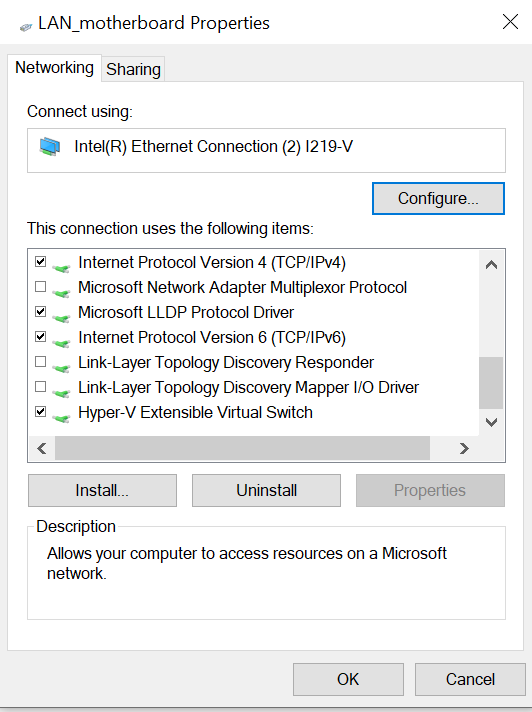 LAN_motherboard Properties
Networking
Sharing
Connect using:
Intel(R) Ethernet Connection (2) I219-V
Configure...
This connection uses the following items:
Internet Protocol Version 4 (TCP/IPv4)
Microsoft Network Adapter Multiplexor Protocol
Microsoft LLDP Protocol Driver
Internet Protocol Version 6 (TCP/IPv6)
Link-Layer Topology Discovery Responder
Link-Layer Topology Discovery Mapper I/O Driver
Hyper-V Extensible Virtual Switch
Install...
Uninstall
Properties
Description
Allows your computer to access resources on a Microsoft
network.
OK
Cancel